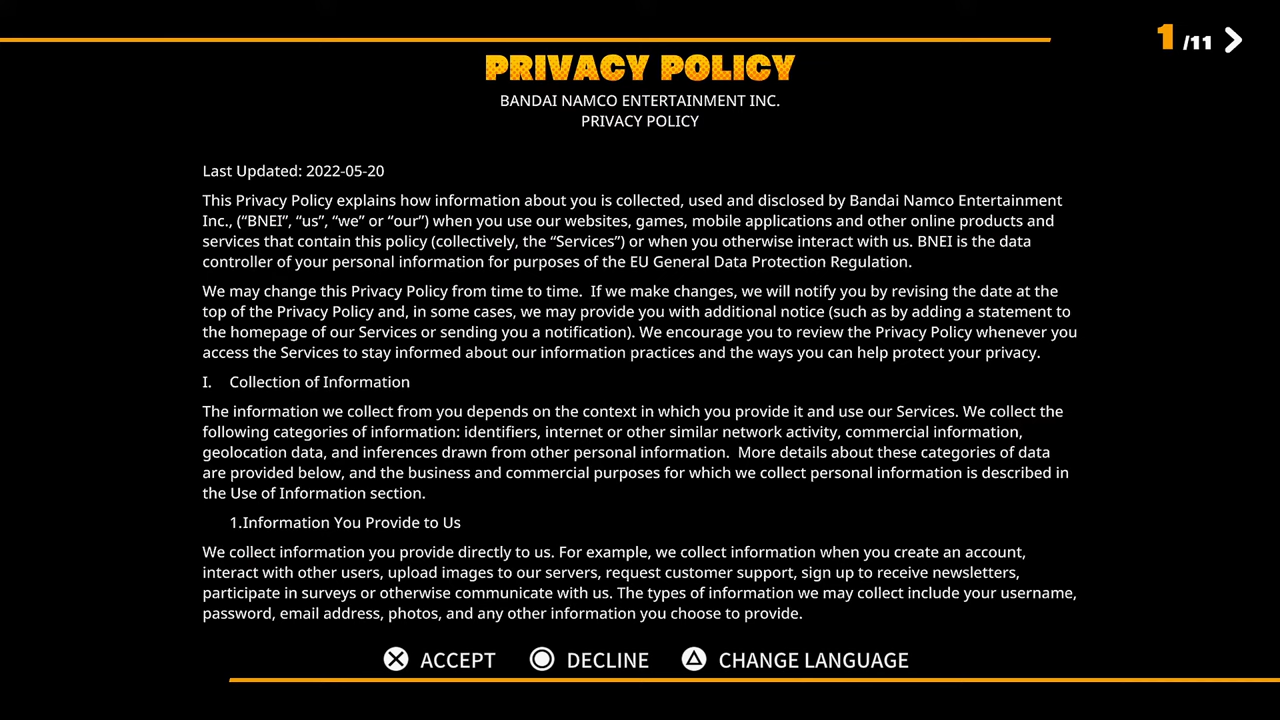 1 /11
PRIVACY POLICY
BANDAI NAMCO ENTERTAINMENT INC.
PRIVACY POLICY
Last Updated: 2022-05-20
This Privacy Policy explains how information about you is collected, used and disclosed by Bandai Namco Entertainment
Inc., (“BNEI”, “us”, “we” or “our”) when you use our websites, games, mobile applications and other online products and
services that contain this policy (collectively, the “Services”) or when you otherwise interact with us. BNEI is the data
controller of your personal information for purposes of the EU General Data Protection Regulation.
We may change this Privacy Policy from time to time.  If we make changes, we will notify you by revising the date at the
top of the Privacy Policy and, in some cases, we may provide you with additional notice (such as by adding a statement to
the homepage of our Services or sending you a notification). We encourage you to review the Privacy Policy whenever you
access the Services to stay informed about our information practices and the ways you can help protect your privacy.
I. Collection of Information
The information we collect from you depends on the context in which you provide it and use our Services. We collect the
following categories of information: identifiers, internet or other similar network activity, commercial information,
geolocation data, and inferences drawn from other personal information.  More details about these categories of data
are provided below, and the business and commercial purposes for which we collect personal information is described in
the Use of Information section.
1.Information You Provide to Us
We collect information you provide directly to us. For example, we collect information when you create an account,
interact with other users, upload images to our servers, request customer support, sign up to receive newsletters,
participate in surveys or otherwise communicate with us. The types of information we may collect include your username,
password, email address, photos, and any other information you choose to provide.
ACCEPT DECLINE CHANGE LANGUAGE